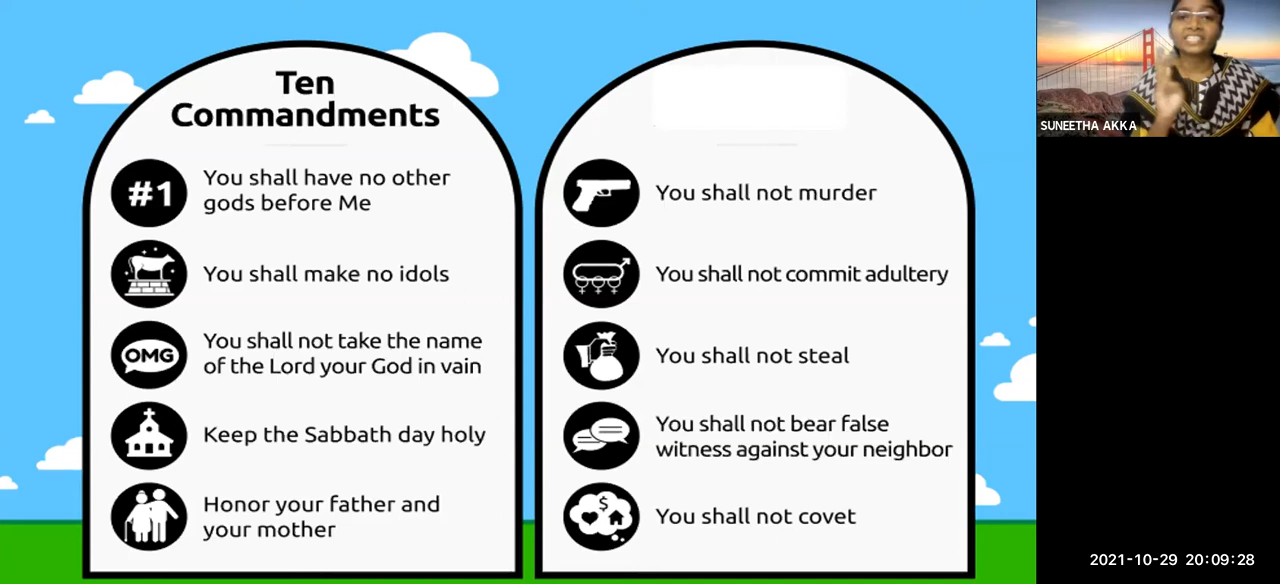 Ten
Commandments
#1
You shall have no other
gods before Me
You shall make no idols
OMG
You shall not take the name
of the Lord your God in vain
Keep the Sabbath day holy
Honor your father and
your mother
You shall not murder
You shall not commit adultery
You shall not steal
You shall not bear false
witness against your neighbor
$
You shall not covet
SUNEETHA AKKA
2021-10-29 20:09:28